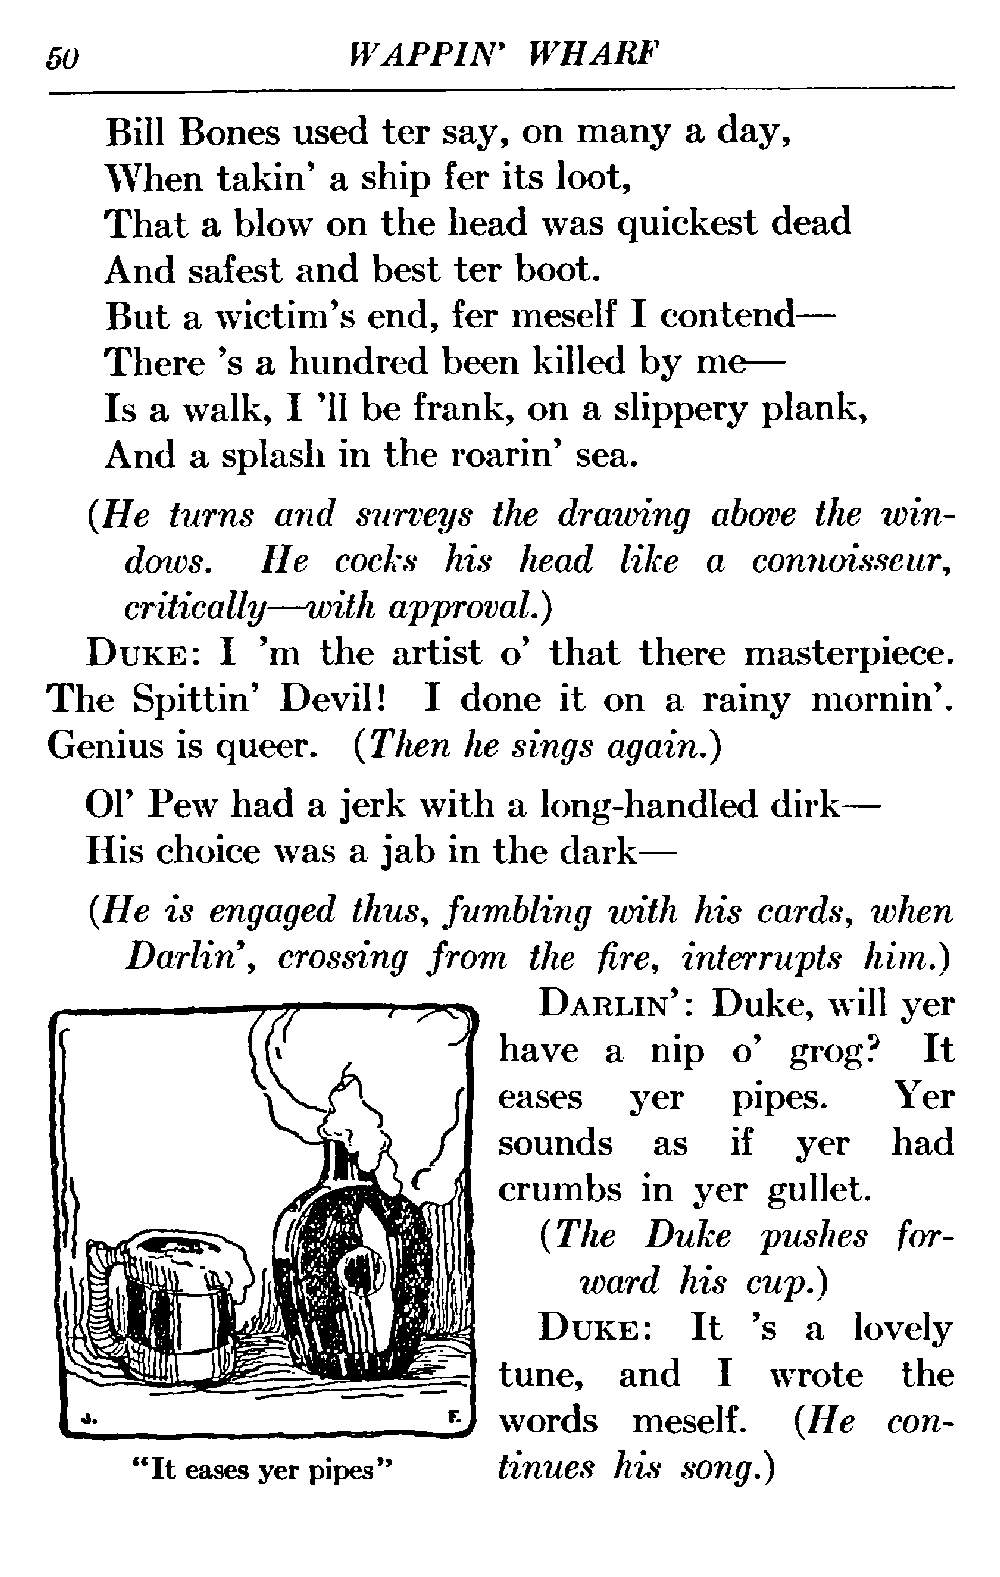 50
WAPPIN' WHARF
Bill Bones used ter say, on many a day,
When takin' a ship fer its loot,
That a blow on the head was quickest dead
And safest and best ter boot.
But a wictim's end, fer meself I contend—
There 's a hundred been killed by me—
Is a walk, I 'll be frank, on a slippery plank,
And a splash in the roarin' sea.
(He turns and surveys the drawing above the win-
dows. He cocks his head like a connoisseur,
critically—with approval.)
DUKE: I 'm the artist o' that there masterpiece.
The Spittin' Devil! I done it on a rainy mornin'.
Genius is queer. (Then he sings again.)
Ol' Pew had a jerk with a long-handled dirk—
His choice was a jab in the dark—
(He is engaged thus, fumbling with his cards, when
Darlin', crossing from the fire, interrupts him.)
DARLIN': Duke, will yer
have a nip o' grog? It
eases yer pipes. Yer
sounds as if yer had
crumbs in yer gullet.
(The Duke pushes for-
ward his cup.)
DUKE: It 's a lovely
tune, and I wrote the
words meself. (He con-
tinues his song.)
J. F.
"It eases yer pipes"